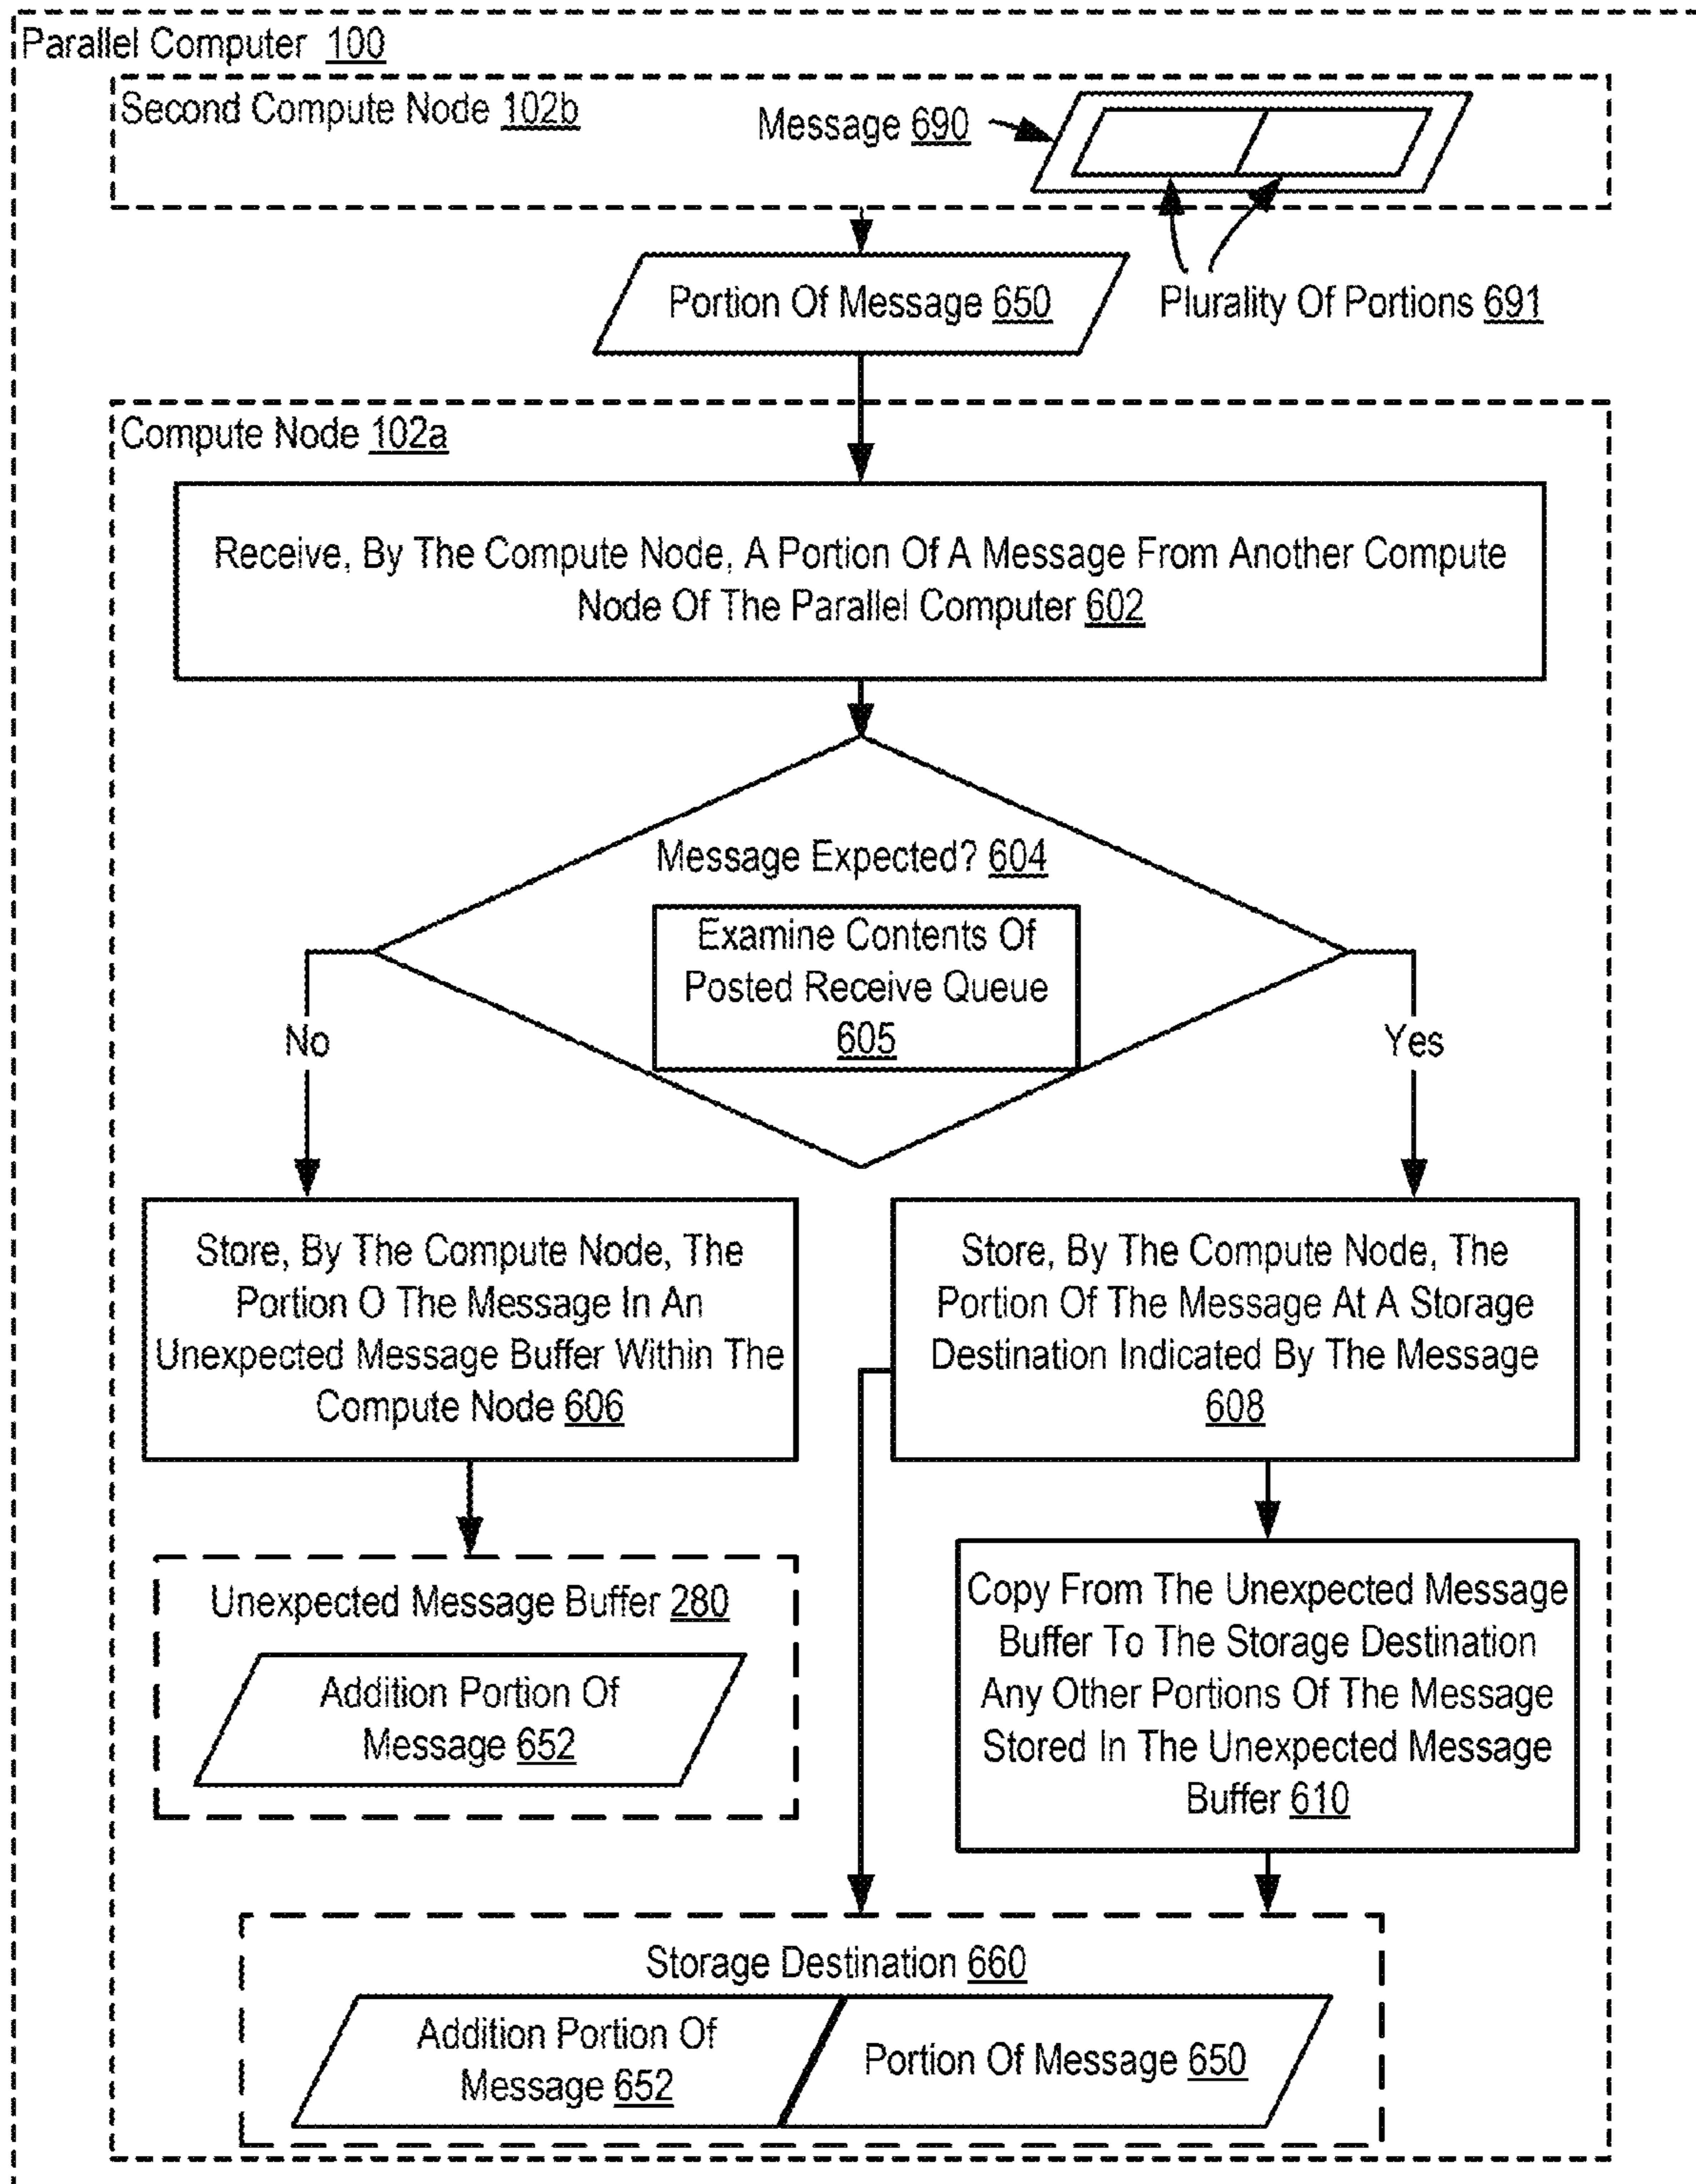 Parallel Computer 100
Second Compute Node 102b
Message 690
Portion Of Message 650
Plurality Of Portions 691
Compute Node 102a
Receive, By The Compute Node, A Portion Of A Message From Another Compute
Node Of The Parallel Computer 602
Message Expected? 604
Examine Contents Of
Posted Receive Queue
605
No
Yes
Store, By The Compute Node, The
Portion O The Message In An
Unexpected Message Buffer Within The
Compute Node 606
Store, By The Compute Node, The
Portion Of The Message At A Storage
Destination Indicated By The Message
608
Unexpected Message Buffer 280
Addition Portion Of
Message 652
Copy From The Unexpected Message
Buffer To The Storage Destination
Any Other Portions Of The Message
Stored In The Unexpected Message
Buffer 610
Storage Destination 660
Addition Portion Of
Message 652
Portion Of Message 650